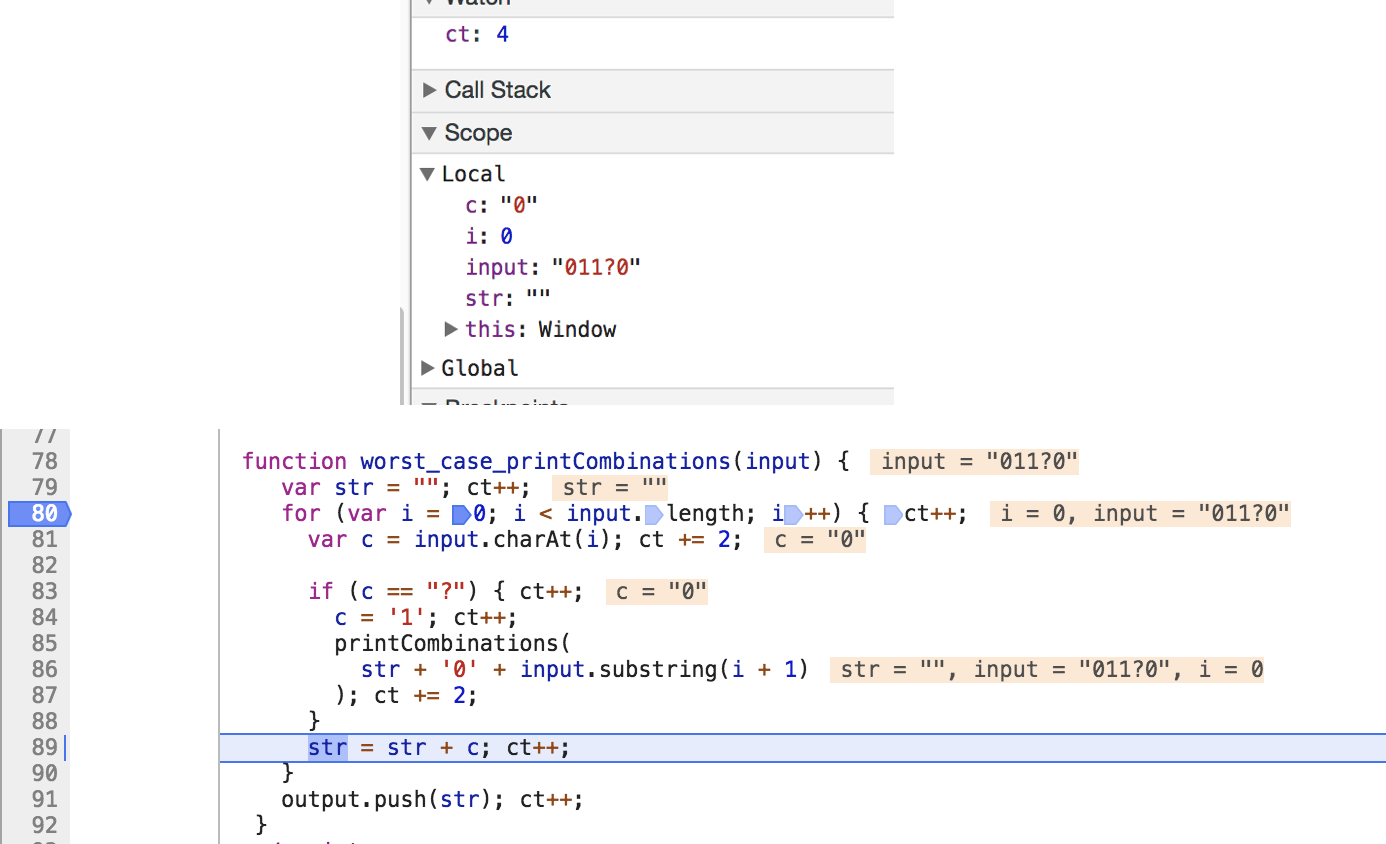 Watch
ct: 4
Call Stack
Scope
Local
c: "0"
i: 0
input: "011?0"
str: ""
this: Window
Global
Breakpoints
77
78 function worst_case_printCombinations(input) { input = "011?0"
79 var str = ""; ct++; str = ""
80 for (var i = 0; i < input.length; i++) { ct++; i = 0, input = "011?0"
81 var c = input.charAt(i); ct += 2; c = "0"
82
83 if (c == "?") { ct++; c = "0"
84 c = '1'; ct++;
85 printCombinations(
86 str + '0' + input.substring(i + 1) str = "", input = "011?0", i = 0
87 ); ct += 2;
88 }
89 str = str + c; ct++;
90 }
91 output.push(str); ct++;
92 }